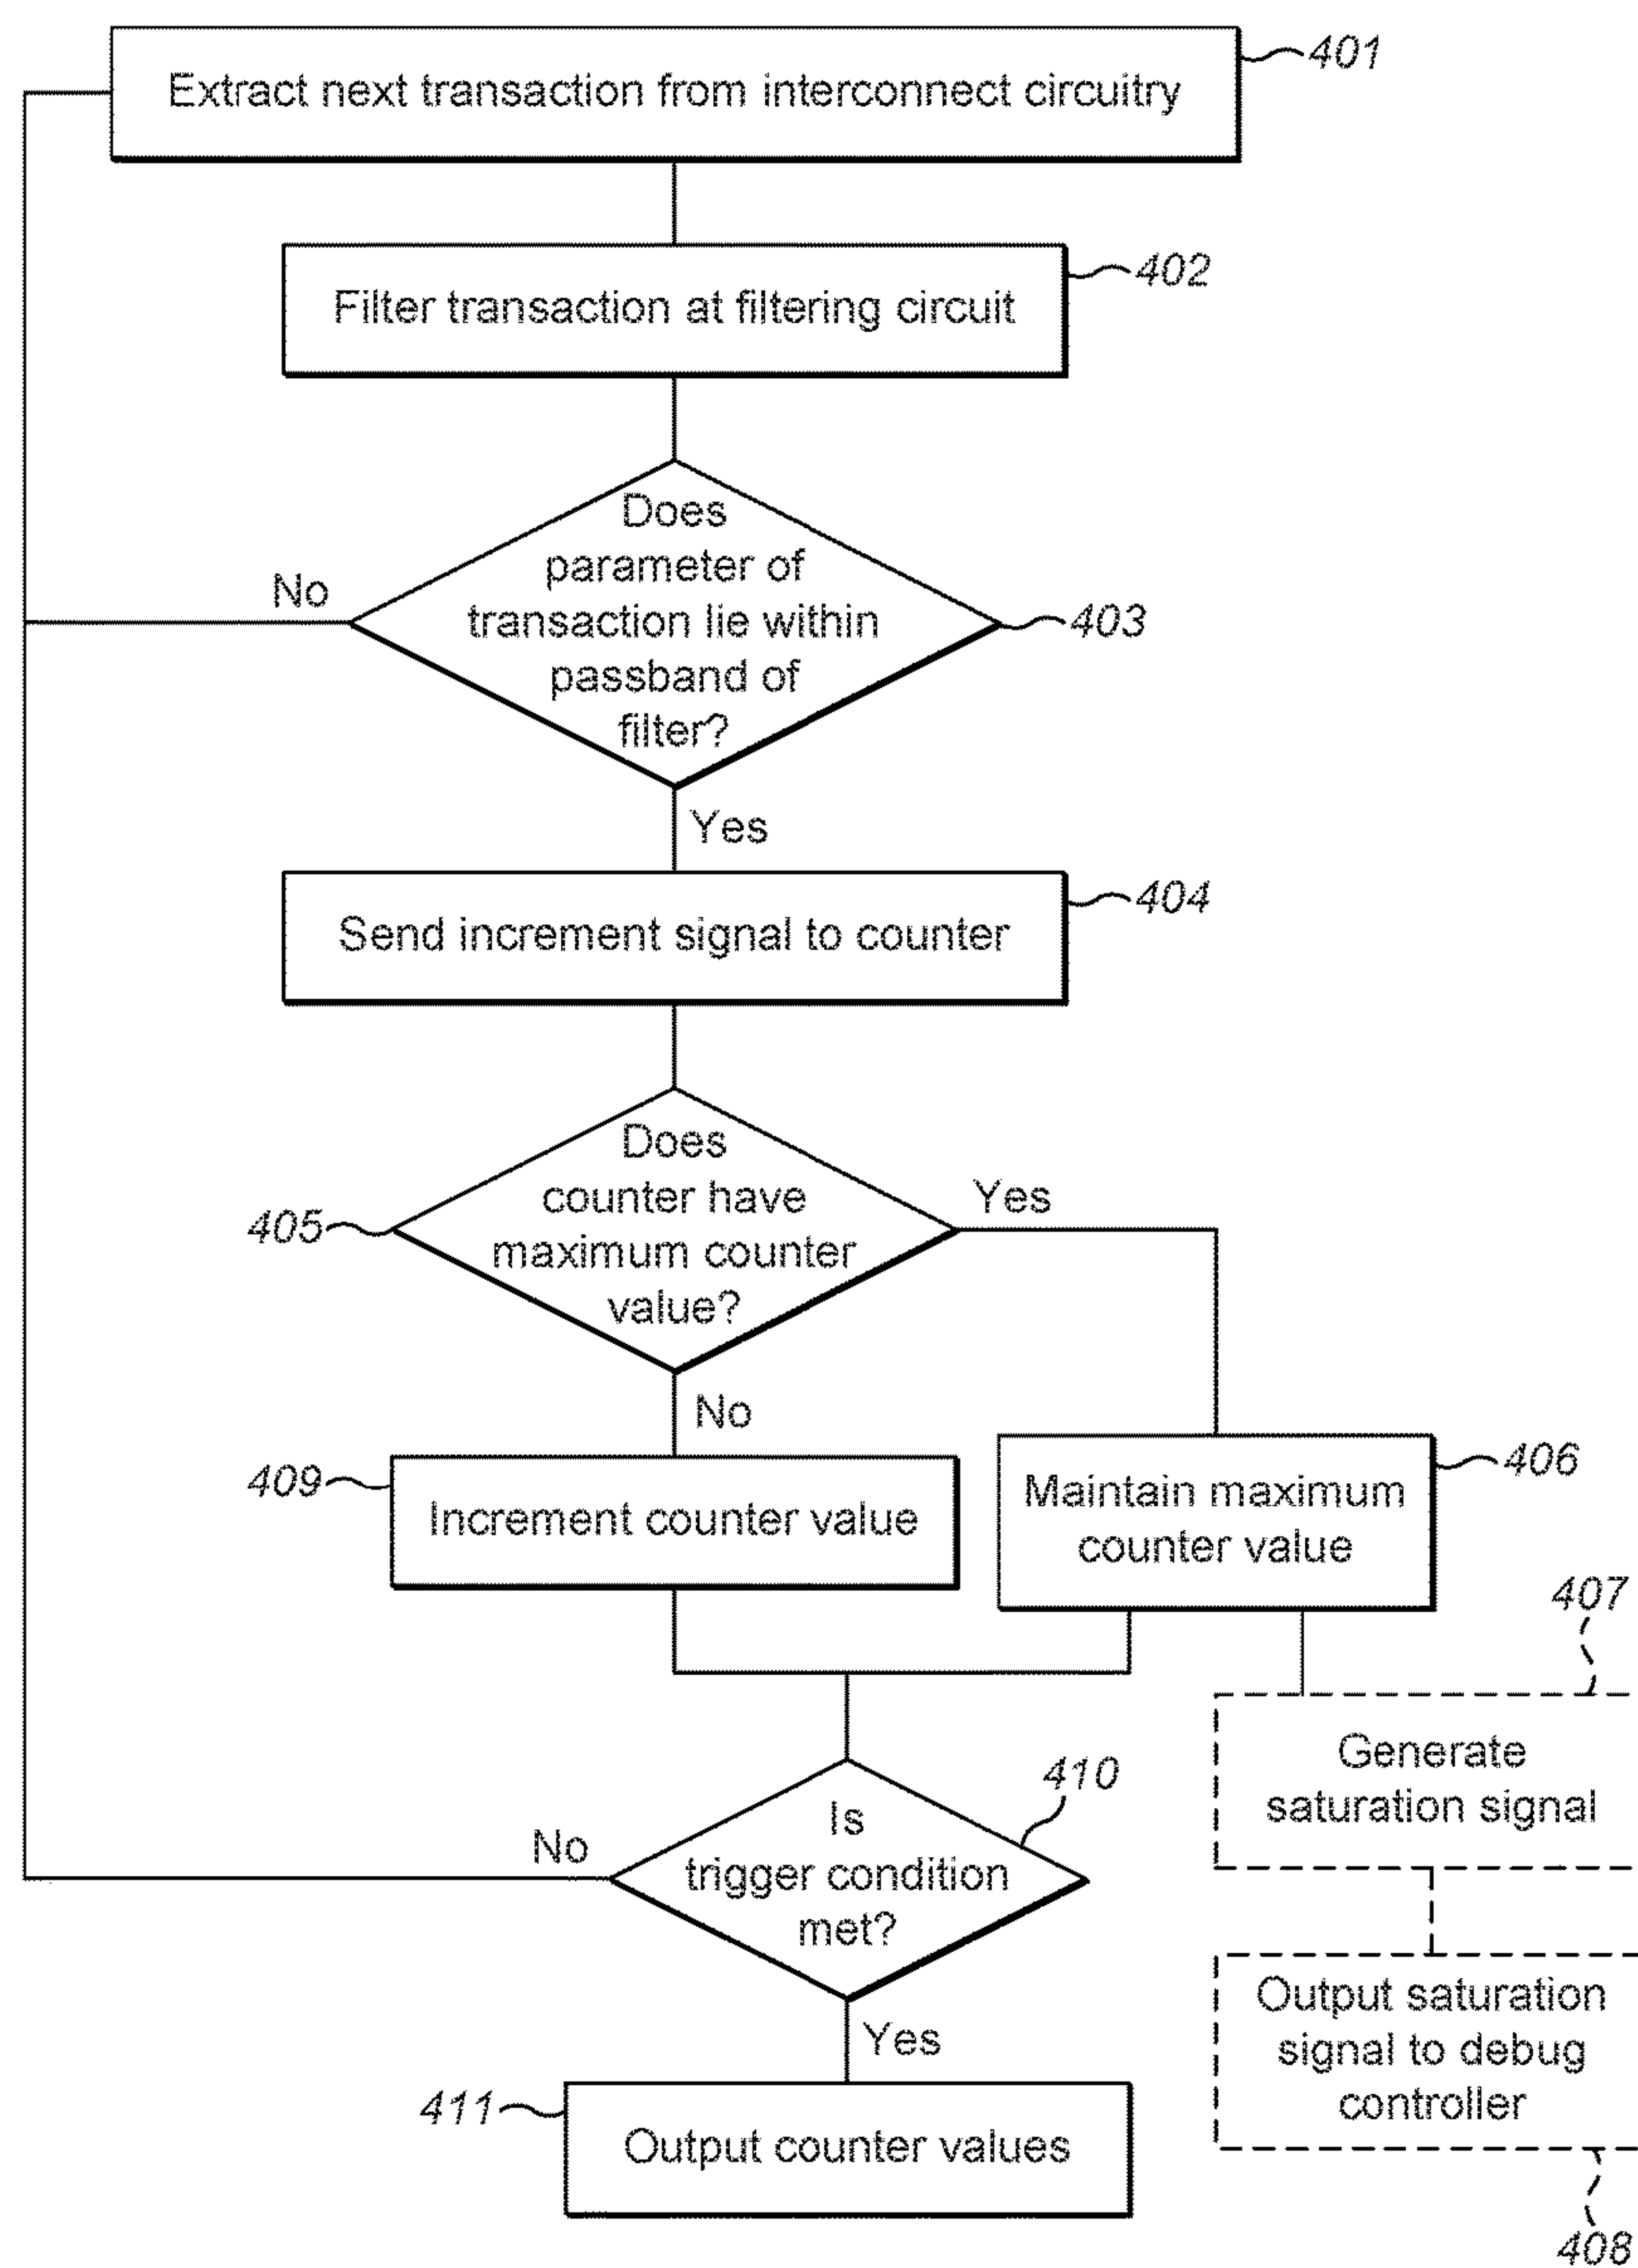 Extract next transaction from interconnect circuitry
401
Filter transaction at filtering circuit
402
Does
parameter of
transaction lie within
passband of
filter?
403
No
Yes
Send increment signal to counter
404
Does
counter have
maximum counter
value?
405
Yes
No
409
Increment counter value
Maintain maximum
counter value
406
407
Generate
saturation signal
410
Is
trigger condition
met?
No
Yes
Output saturation
signal to debug
controller
408
411
Output counter values